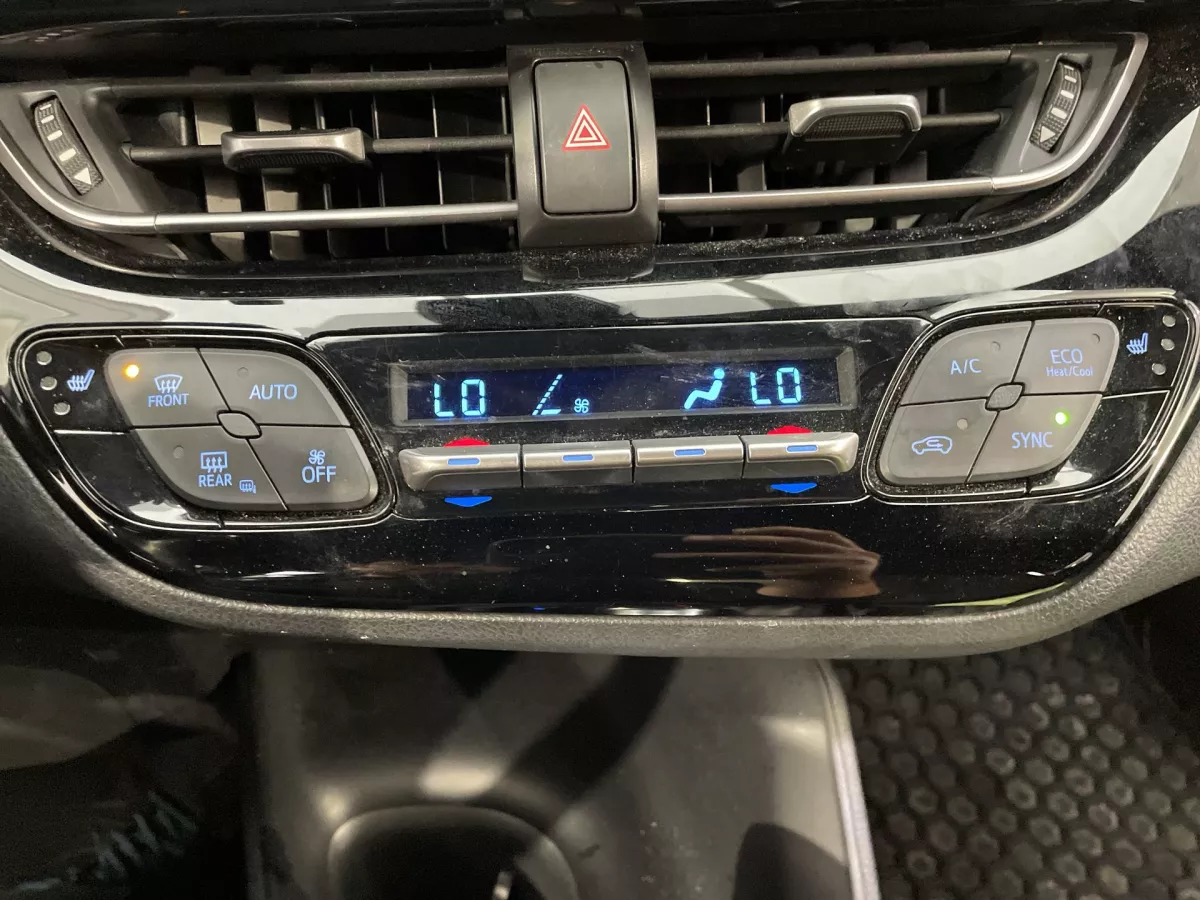 FRONT
AUTO
REAR
OFF
LO
LO
A/C
ECO
Heat/Cool
SYNC